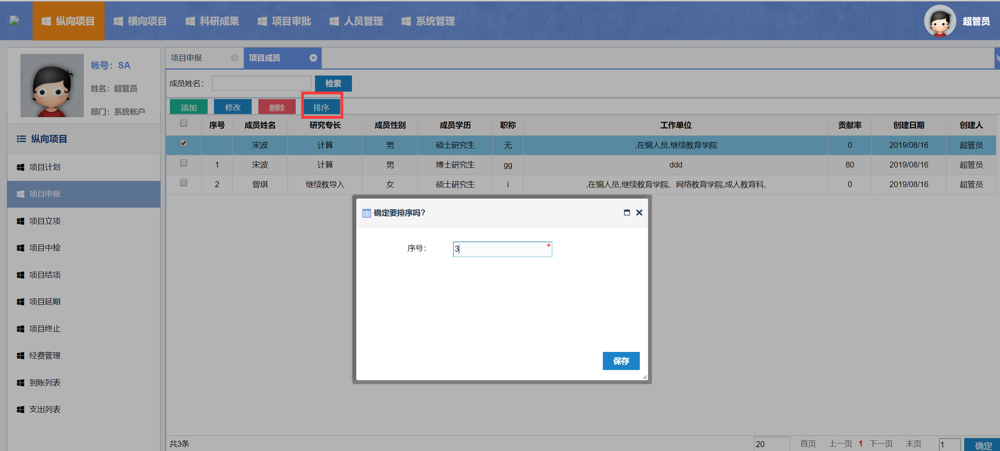 纵向项目 横向项目 科研成果 项目审批 人员管理 系统管理 超管员
帐号：SA
姓名：超管员
部门：系统帐户
纵向项目
项目计划
项目申报
项目立项
项目中检
项目结项
项目延期
项目终止
经费管理
到账列表
支出列表
项目申报 项目成员
成员姓名： 检索
添加 修改 删除 排序
序号 成员姓名 研究专长 成员性别 成员学历 职称 工作单位 贡献率 创建日期 创建人
宋波 计算 男 硕士研究生 无 ,在编人员,继续教育学院 0 2019/08/16 超管员
1 宋波 计算 男 博士研究生 gg ddd 80 2019/08/16 超管员
2 曾琪 继续教导入 女 硕士研究生 i ,在编人员,继续教育学院、网络教育学院,成人教育科, 0 2019/08/16 超管员
确定要排序吗?
序号： 3 *
保存
共3条 20 首页 上一页 1 下一页 末页 1 确定